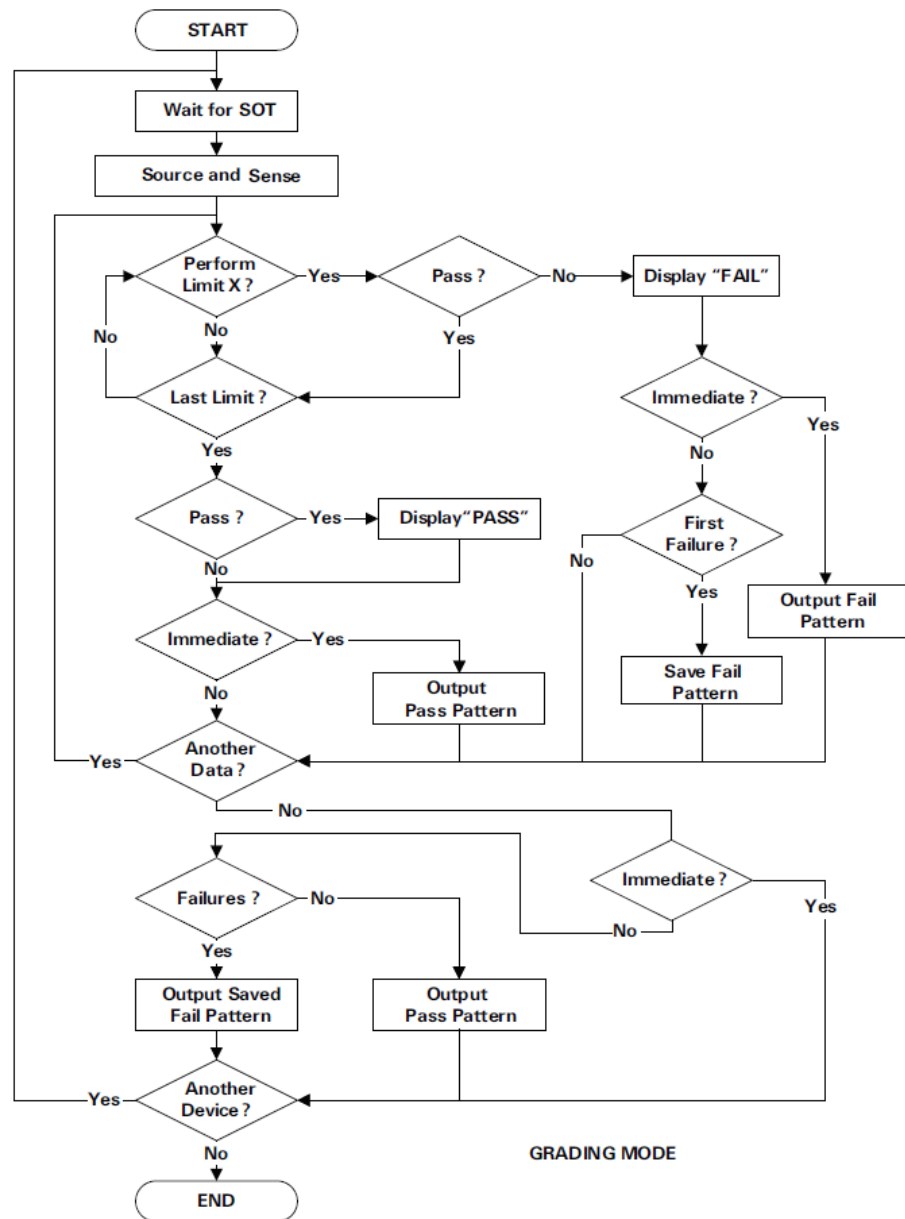 START
Wait for SOT
Source and Sense
Perform
Limit X ?
Yes
Pass ?
No
Display “FAIL”
No
No
Yes
Last Limit ?
Immediate ?
Yes
Yes
No
Pass ?
Yes
Display“PASS”
First
Failure ?
No
No
Yes
Output Fail
Pattern
Immediate ?
Yes
Save Fail
Pattern
No
Output
Pass Pattern
Another
Data ?
Yes
No
Immediate ?
Failures ?
No
Yes
No
Yes
Output Saved
Fail Pattern
Output
Pass Pattern
Another
Device ?
Yes
No
GRADING MODE
END